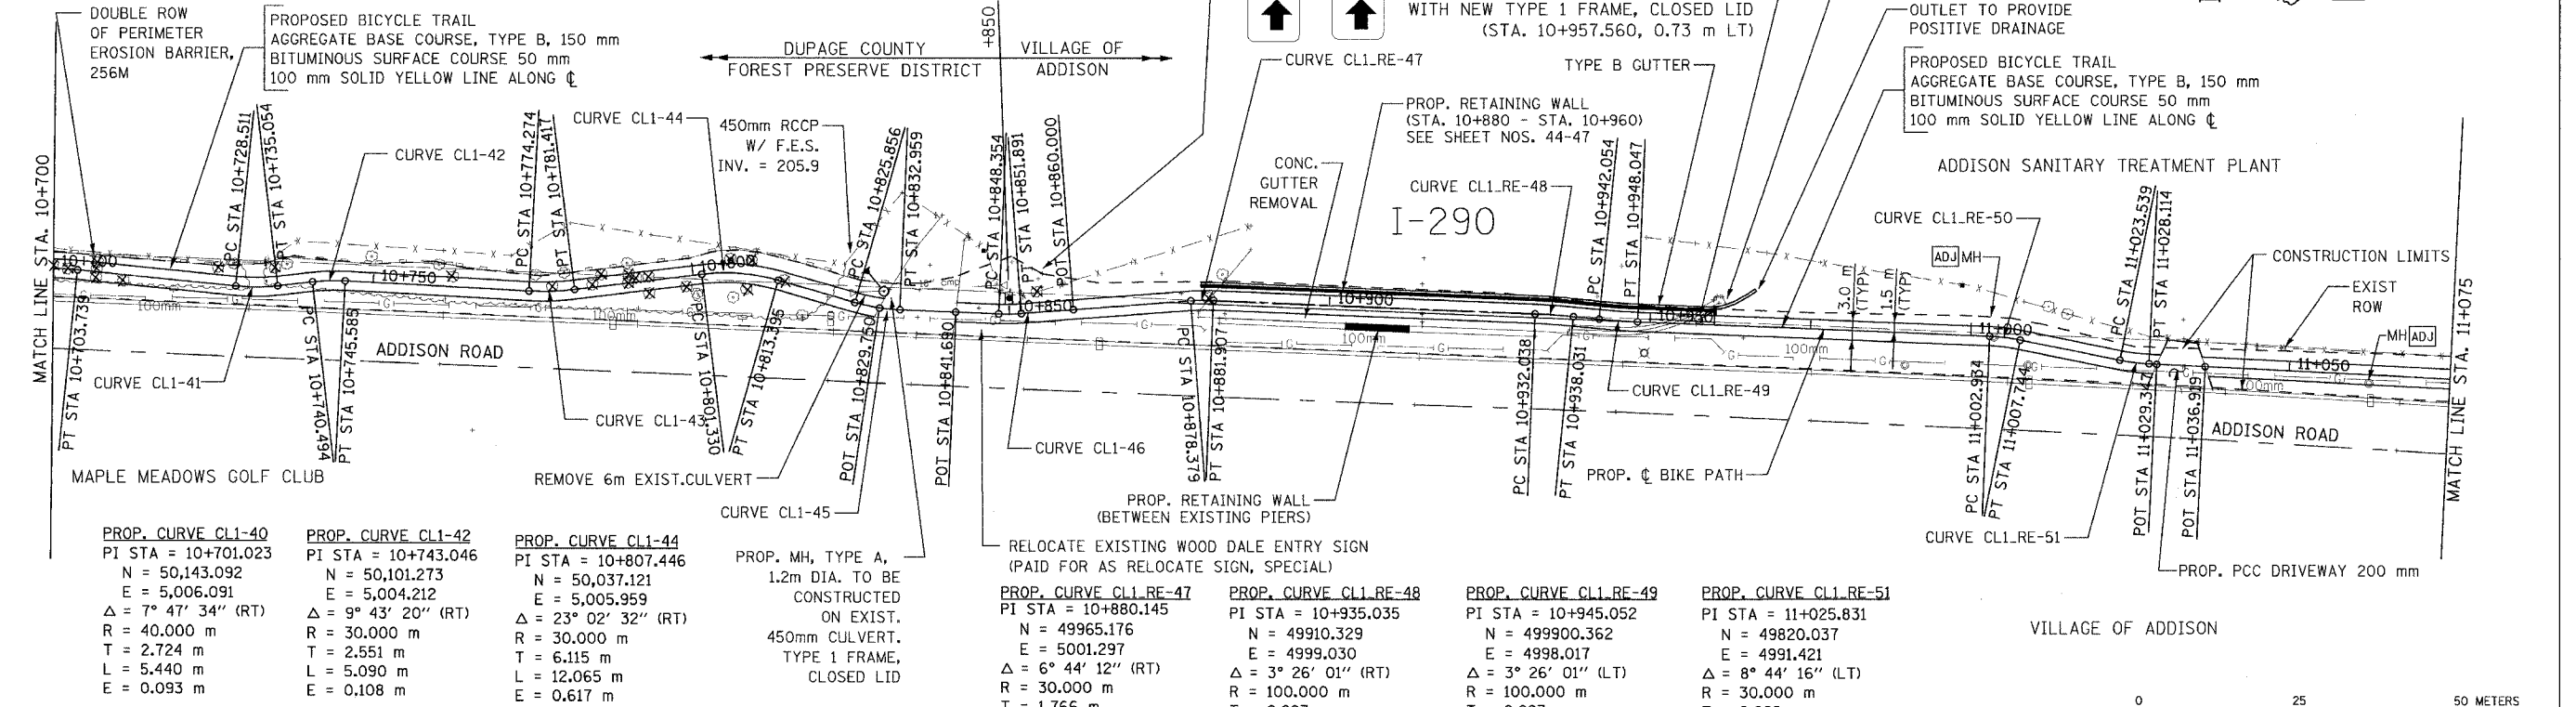 DOUBLE ROW
OF PERIMETER
EROSION BARRIER,
256M
PROPOSED BICYCLE TRAIL
AGGREGATE BASE COURSE, TYPE B, 150 mm
BITUMINOUS SURFACE COURSE 50 mm
100 mm SOLID YELLOW LINE ALONG ℄
DUPAGE COUNTY
FOREST PRESERVE DISTRICT
+850
VILLAGE OF
ADDISON
WITH NEW TYPE 1 FRAME, CLOSED LID
(STA. 10+957.560, 0.73 m LT)
OUTLET TO PROVIDE
POSITIVE DRAINAGE
CURVE CL1_RE-47
TYPE B GUTTER
PROPOSED BICYCLE TRAIL
AGGREGATE BASE COURSE, TYPE B, 150 mm
BITUMINOUS SURFACE COURSE 50 mm
100 mm SOLID YELLOW LINE ALONG ℄
PROP. RETAINING WALL
(STA. 10+880 - STA. 10+960)
SEE SHEET NOS. 44-47
CURVE CL1-44
450mm RCCP
W/ F.E.S.
INV. = 205.9
CURVE CL1-42
CONC.
GUTTER
REMOVAL
CURVE CL1_RE-48
I-290
ADDISON SANITARY TREATMENT PLANT
CURVE CL1_RE-50
ADJ MH
CONSTRUCTION LIMITS
EXIST
ROW
MH ADJ
MATCH LINE STA. 10+700
PC STA 10+728.511
PT STA 10+735.054
PC STA 10+774.274
PT STA 10+781.417
PC STA 10+825.856
PT STA 10+832.959
PC STA 10+848.354
PT STA 10+851.891
POT STA 10+860.000
PC STA 10+942.054
PT STA 10+948.047
PC STA 11+023.539
PT STA 11+028.114
MATCH LINE STA. 11+075
10+700
10+750
10+800
10+850
10+900
10+950
11+000
11+050
3.0 m
(TYP)
1.5 m
(TYP)
100mm
100mm
100mm
100mm
100mm
PT STA 10+703.739
PC STA 10+740.494
PT STA 10+745.585
PC STA 10+801.330
PT STA 10+813.395
POT STA 10+829.750
POT STA 10+841.690
PC STA 10+878.379
PT STA 10+881.907
PC STA 10+932.038
PT STA 10+938.031
PC STA 11+002.934
PT STA 11+007.744
POT STA 11+029.347
POT STA 11+036.919
ADDISON ROAD
ADDISON ROAD
CURVE CL1-41
CURVE CL1-43
CURVE CL1-46
CURVE CL1_RE-49
MAPLE MEADOWS GOLF CLUB
REMOVE 6m EXIST.CULVERT
CURVE CL1-45
PROP. ℄ BIKE PATH
PROP. RETAINING WALL
(BETWEEN EXISTING PIERS)
CURVE CL1_RE-51
RELOCATE EXISTING WOOD DALE ENTRY SIGN
(PAID FOR AS RELOCATE SIGN, SPECIAL)
PROP. PCC DRIVEWAY 200 mm
PROP. MH, TYPE A,
1.2m DIA. TO BE
CONSTRUCTED
ON EXIST.
450mm CULVERT.
TYPE 1 FRAME,
CLOSED LID
PROP. CURVE CL1-40
PI STA = 10+701.023
N = 50,143.092
E = 5,006.091
Δ = 7° 47' 34'' (RT)
R = 40.000 m
T = 2.724 m
L = 5.440 m
E = 0.093 m
PROP. CURVE CL1-42
PI STA = 10+743.046
N = 50,101.273
E = 5,004.212
Δ = 9° 43' 20'' (RT)
R = 30.000 m
T = 2.551 m
L = 5.090 m
E = 0.108 m
PROP. CURVE CL1-44
PI STA = 10+807.446
N = 50,037.121
E = 5,005.959
Δ = 23° 02' 32'' (RT)
R = 30.000 m
T = 6.115 m
L = 12.065 m
E = 0.617 m
PROP. CURVE CL1_RE-47
PI STA = 10+880.145
N = 49965.176
E = 5001.297
Δ = 6° 44' 12'' (RT)
R = 30.000 m
T = 1.766 m
PROP. CURVE CL1_RE-48
PI STA = 10+935.035
N = 49910.329
E = 4999.030
Δ = 3° 26' 01'' (RT)
R = 100.000 m
PROP. CURVE CL1_RE-49
PI STA = 10+945.052
N = 499900.362
E = 4998.017
Δ = 3° 26' 01'' (LT)
R = 100.000 m
PROP. CURVE CL1_RE-51
PI STA = 11+025.831
N = 49820.037
E = 4991.421
Δ = 8° 44' 16'' (LT)
R = 30.000 m
VILLAGE OF ADDISON
0 25 50 METERS